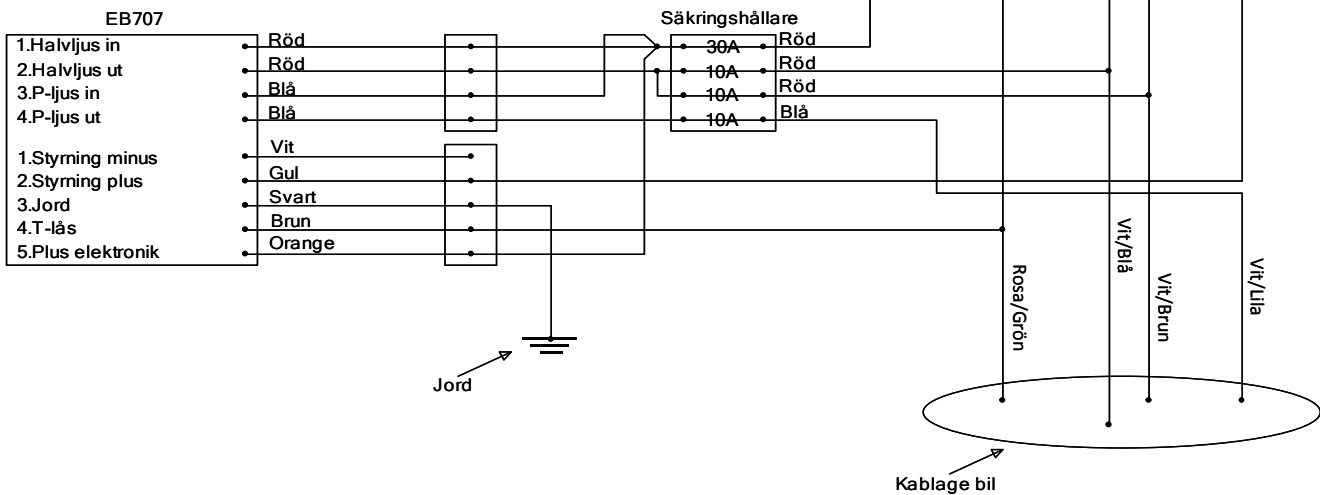 EB707
Säkringshållare
1.Halvljus in
Röd
30A
Röd
2.Halvljus ut
Röd
10A
Röd
3.P-ljus in
Blå
10A
Röd
4.P-ljus ut
Blå
10A
Blå
1.Styrning minus
Vit
2.Styrning plus
Gul
3.Jord
Svart
4.T-lås
Brun
5.Plus elektronik
Orange
Rosa/Grön
Vit/Blå
Vit/Brun
Vit/Lila
Jord
Kablage bil